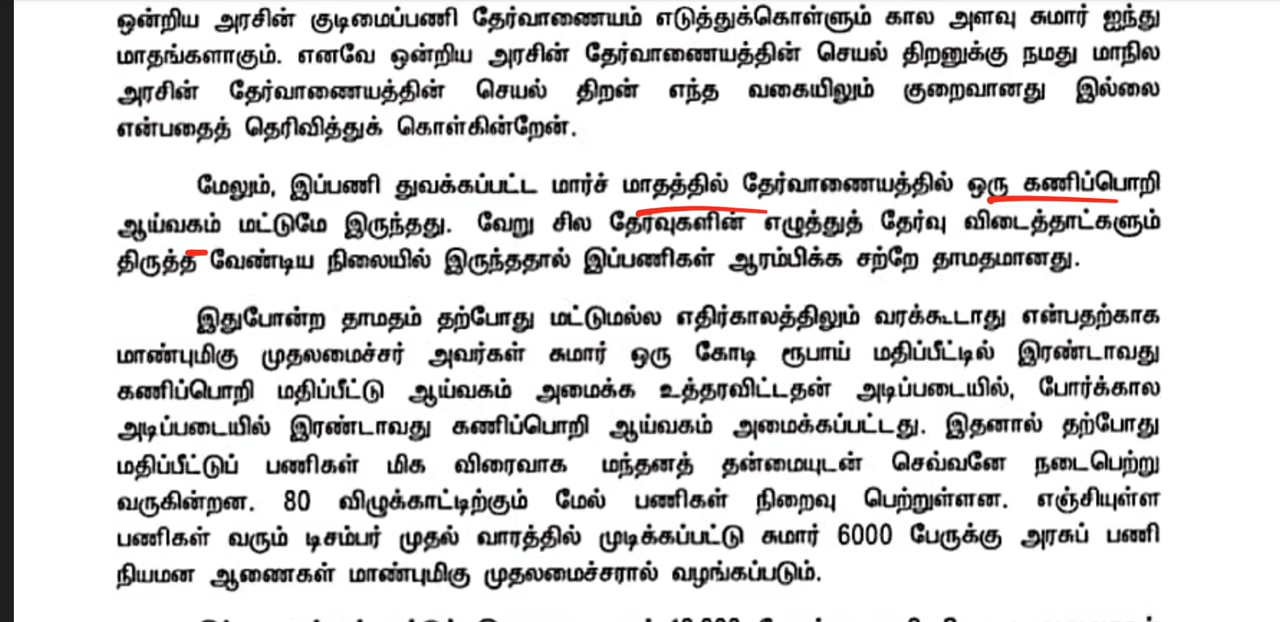 ஒன்றிய அரசின் குடிமைப்பணி தேர்வாணையம் எடுத்துக்கொள்ளும் கால அளவு சுமார் ஐந்து
மாதங்களாகும். எனவே ஒன்றிய அரசின் தேர்வாணையத்தின் செயல் திறனுக்கு நமது மாநில
அரசின் தேர்வாணையத்தின் செயல் திறன் எந்த வகையிலும் குறைவானது இல்லை
என்பதைத் தெரிவித்துக் கொள்கின்றேன்.
மேலும், இப்பணி துவக்கப்பட்ட மார்ச் மாதத்தில் தேர்வாணையத்தில் ஒரு கணிப்பொறி
ஆய்வகம் மட்டுமே இருந்தது. வேறு சில தேர்வுகளின் எழுத்துத் தேர்வு விடைத்தாட்களும்
திருத்த வேண்டிய நிலையில் இருந்ததால் இப்பணிகள் ஆரம்பிக்க சற்றே தாமதமானது.
இதுபோன்ற தாமதம் தற்போது மட்டுமல்ல எதிர்காலத்திலும் வரக்கூடாது என்பதற்காக
மாண்புமிகு முதலமைச்சர் அவர்கள் சுமார் ஒரு கோடி ரூபாய் மதிப்பீட்டில் இரண்டாவது
கணிப்பொறி மதிப்பீட்டு ஆய்வகம் அமைக்க உத்தரவிட்டதன் அடிப்படையில், போர்க்கால
அடிப்படையில் இரண்டாவது கணிப்பொறி ஆய்வகம் அமைக்கப்பட்டது. இதனால் தற்போது
மதிப்பீட்டுப் பணிகள் மிக விரைவாக மந்தனத் தன்மையுடன் செவ்வனே நடைபெற்று
வருகின்றன. 80 விழுக்காட்டிற்கும் மேல் பணிகள் நிறைவு பெற்றுள்ளன. எஞ்சியுள்ள
பணிகள் வரும் டிசம்பர் முதல் வாரத்தில் முடிக்கப்பட்டு சுமார் 6000 பேருக்கு அரசுப் பணி
நியமன ஆணைகள் மாண்புமிகு முதலமைச்சரால் வழங்கப்படும்.